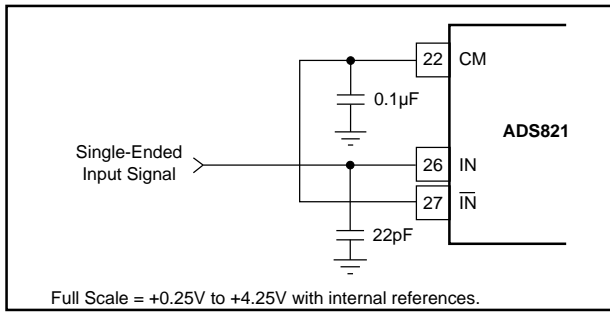 22 CM
0.1µF
ADS821
Single-Ended
Input Signal
26 IN
27 IN
22pF
Full Scale = +0.25V to +4.25V with internal references.